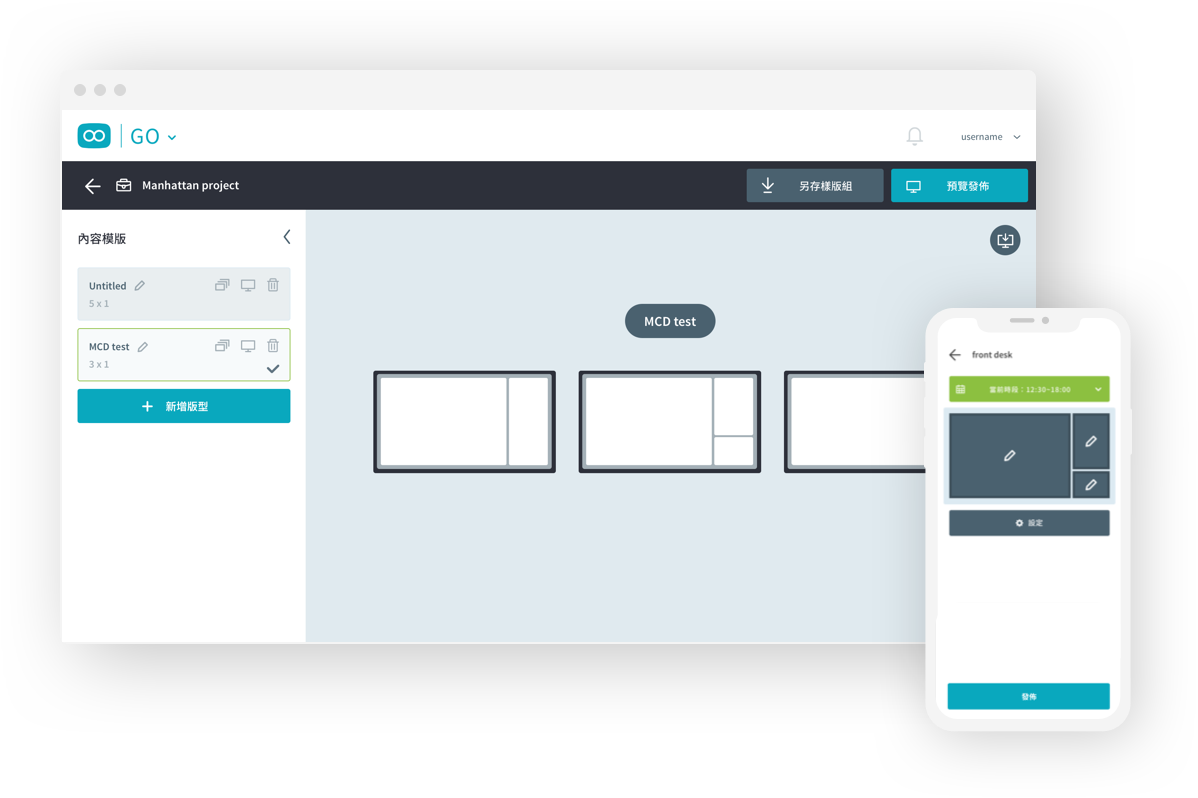 GO
username
Manhattan project
另存樣版組
預覽發佈
內容模版
Untitled
5 x 1
MCD test
3 x 1
新增版型
MCD test
front desk
當前時段：12:30~18:00
設定
發佈